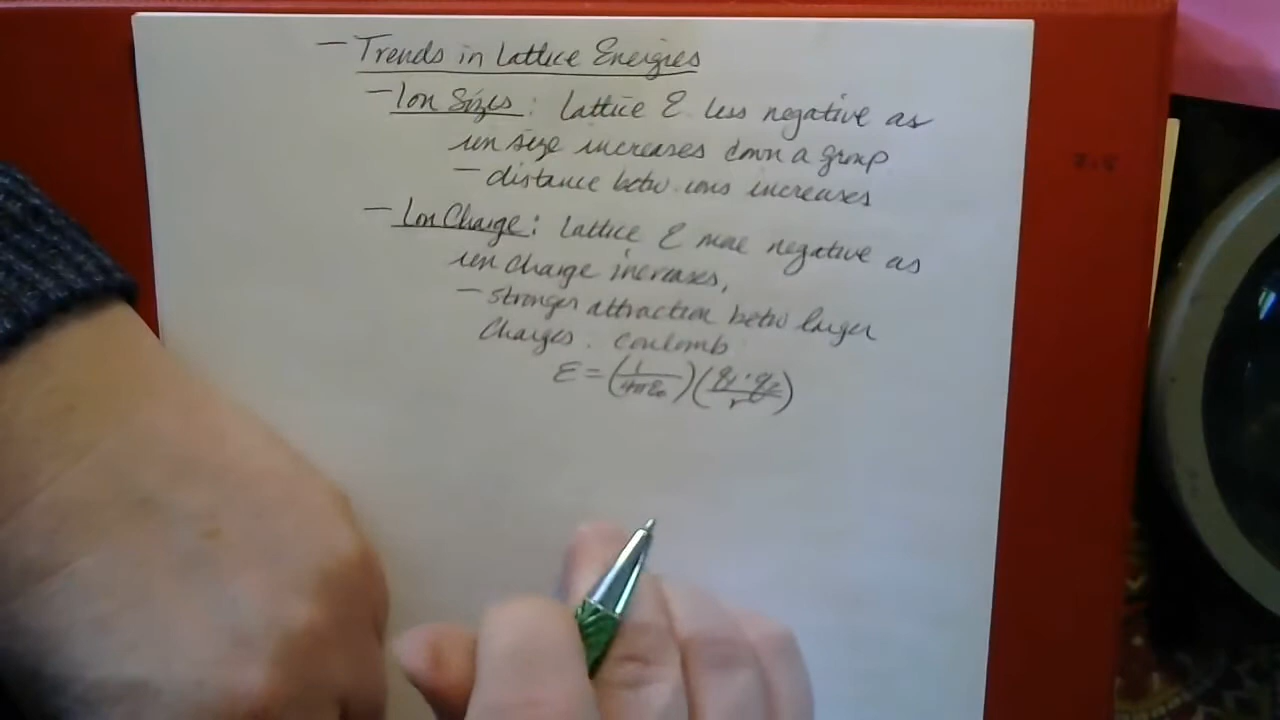 — Trends in Lattice Energies
— Ion Sizes: Lattice E less negative as
ion size increases down a group
— distance betw. ions increases
— Ion Charge: Lattice E more negative as
ion charge increases,
— stronger attraction betw larger
Charges. Coulomb
E = (1/4πε₀)(q₁·q₂/r)